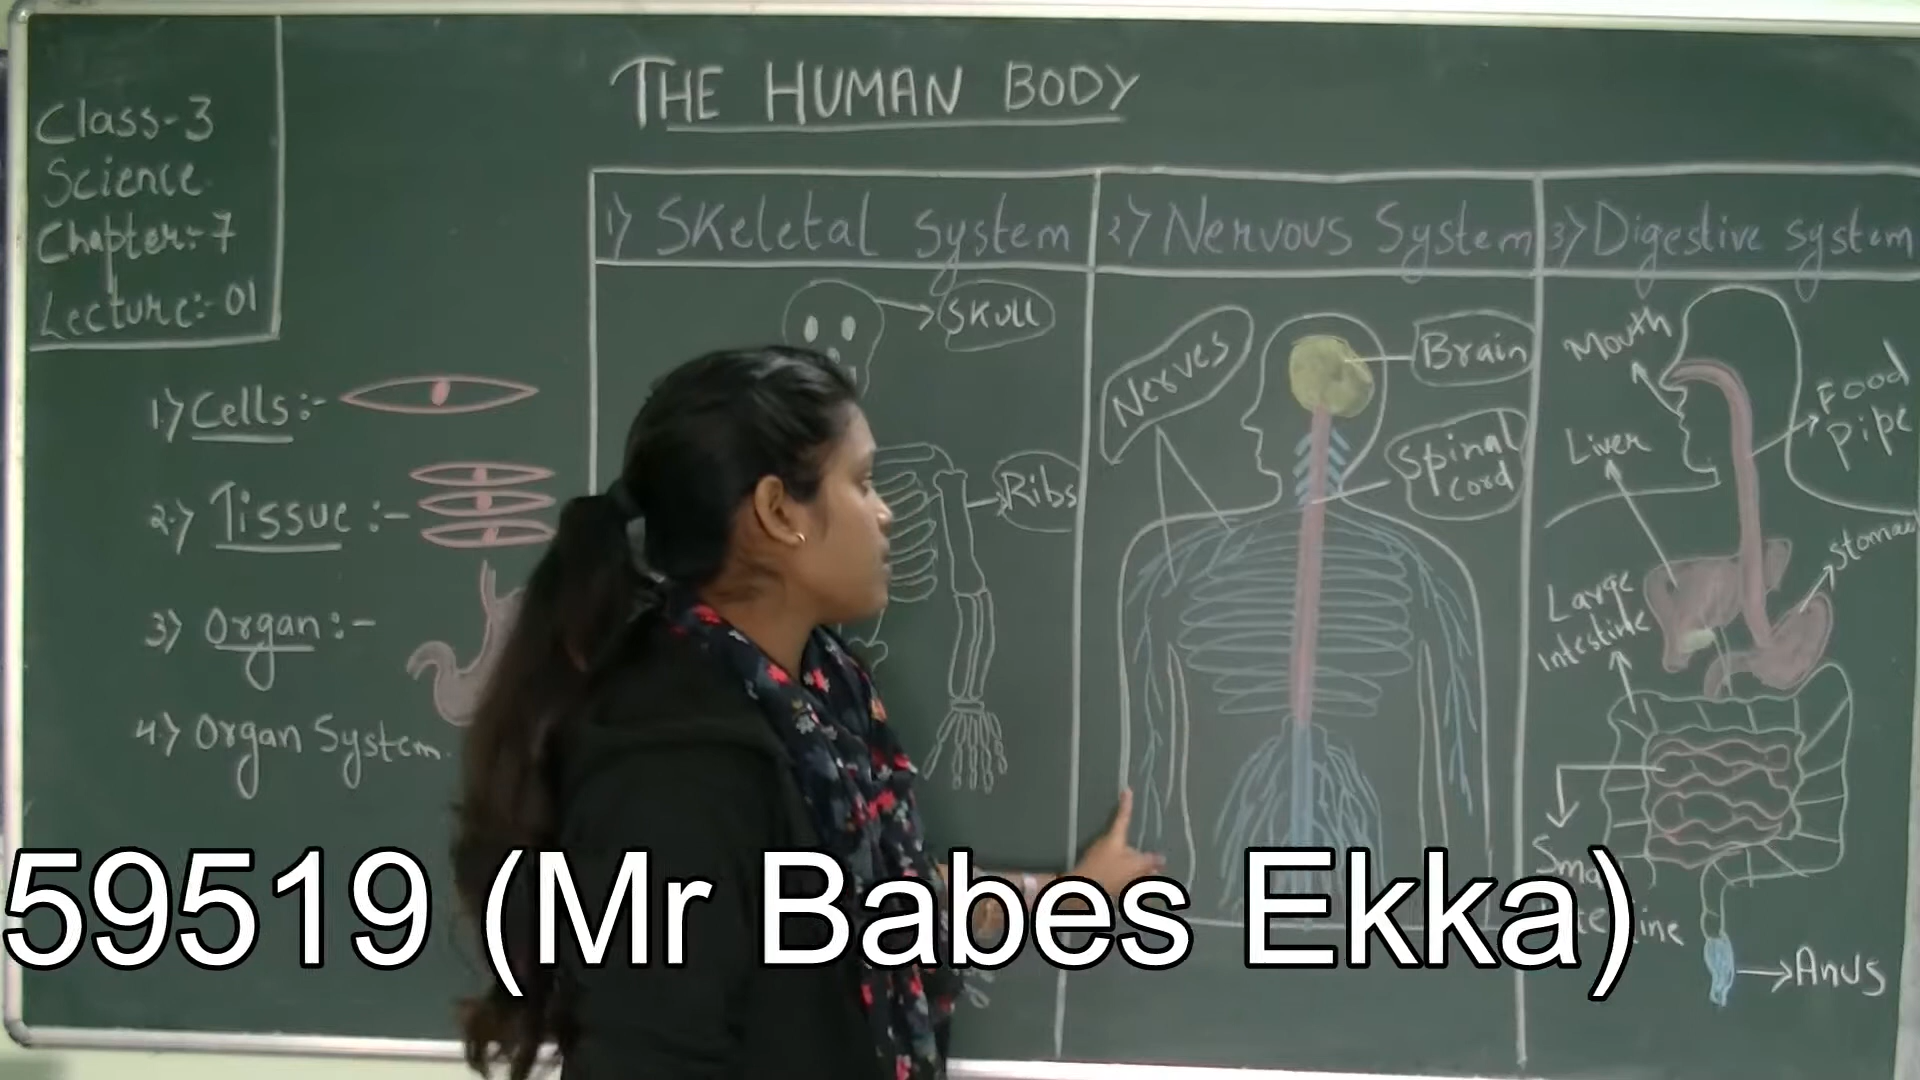 THE HUMAN BODY
Class-3
Science
Chapter:-7
Lecture:-01
1) Cells:-
2) Tissue:-
3) Organ:-
4) Organ System.
1) Skeletal System
Skull
Ribs
2) Nervous System
Nerves
Brain
Spinal
cord
3) Digestive system
Mouth
Food
Pipe
Liver
Stomac
Large
Intestine
Anus
59519 (Mr Babes Ekka)